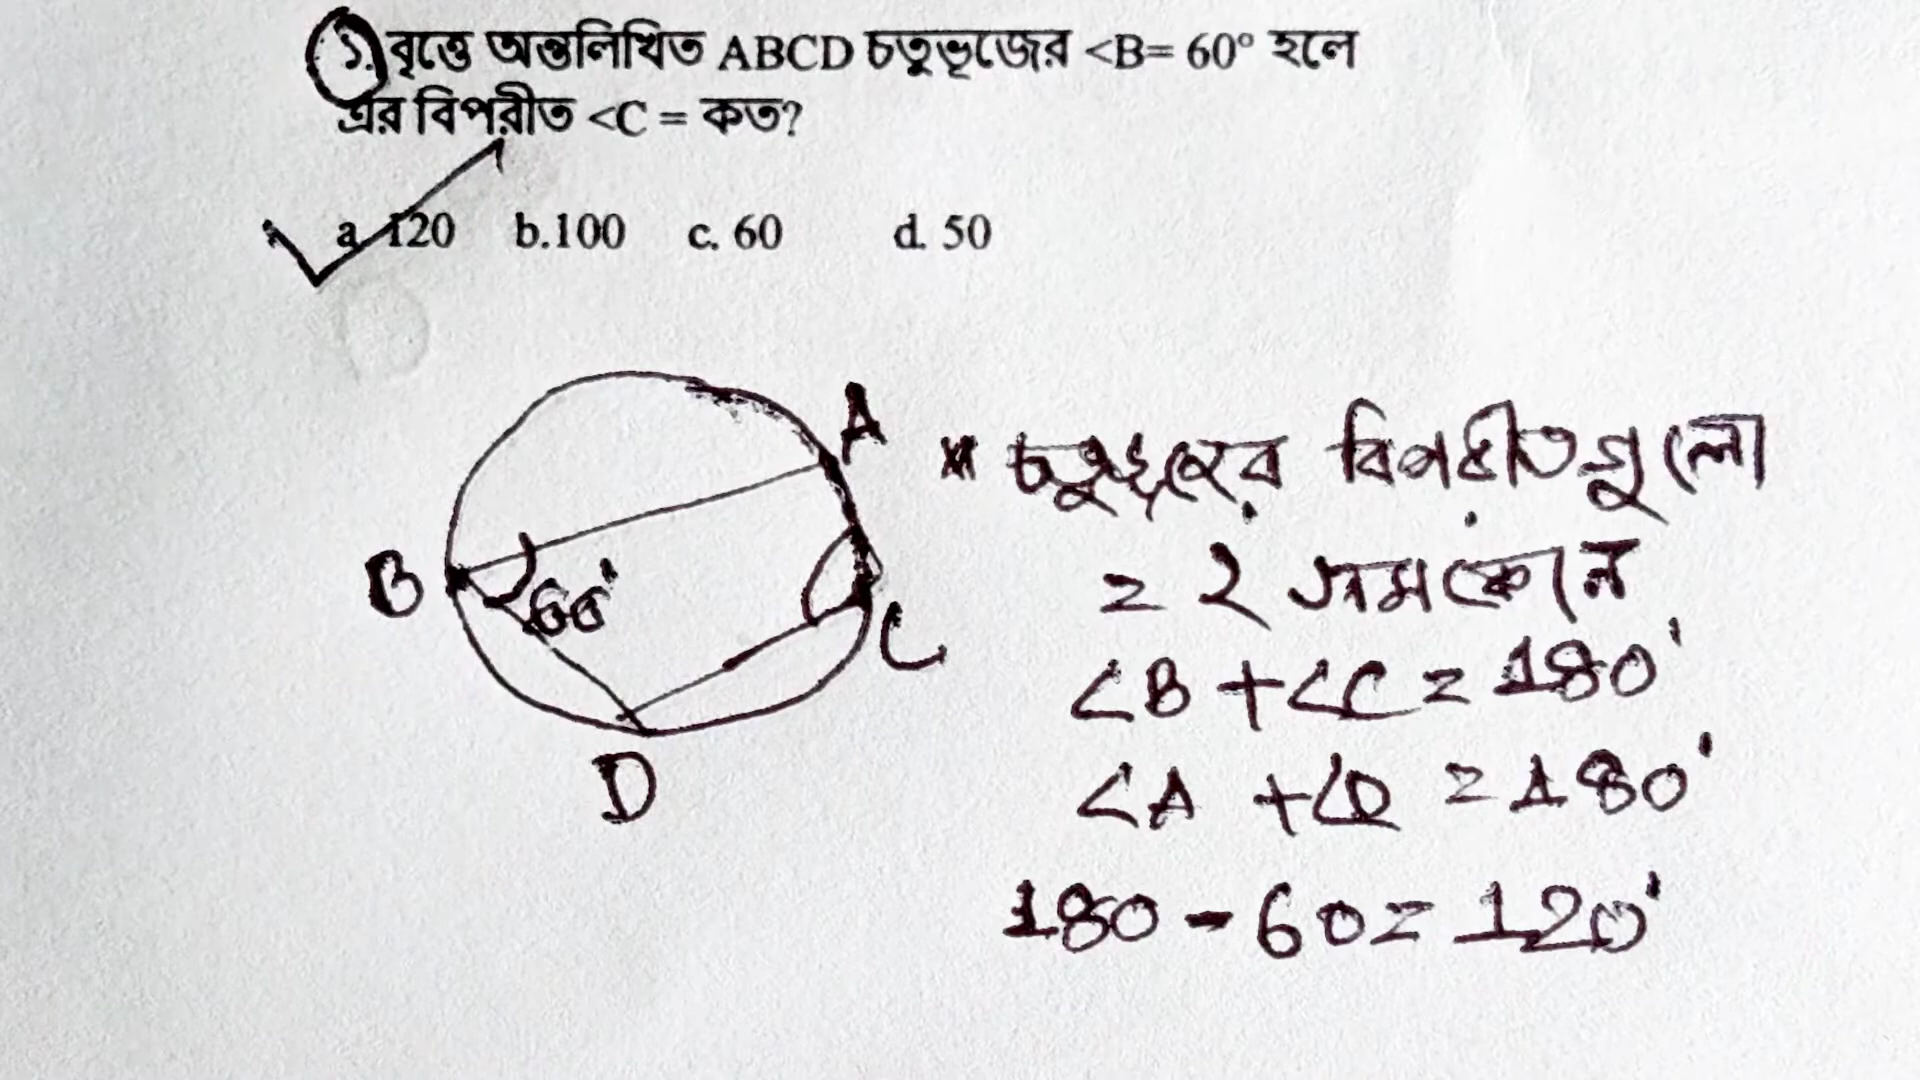 ১. বৃত্তে অন্তলিখিত ABCD চতুভূজের <B= 60° হলে
এর বিপরীত <C = কত?
a. 120 b.100 c. 60 d. 50
A
B
60°
C
D
* চতুর্ভুজের বিপরীতগুলো
= ২ সমকোন
∠B + ∠C = 180°
∠A + ∠D = 180°
180 - 60 = 120°